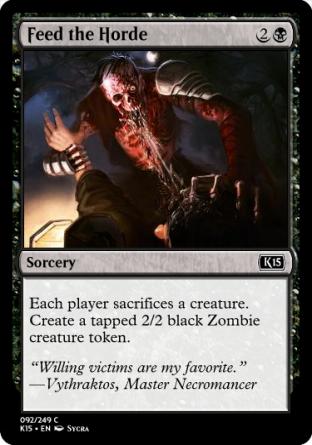 Feed the Horde 2
Sorcery K15
Each player sacrifices a creature.
Create a tapped 2/2 black Zombie
creature token.
“Willing victims are my favorite.”
—Vythraktos, Master Necromancer
092/249 C
K15 • EN Sycra